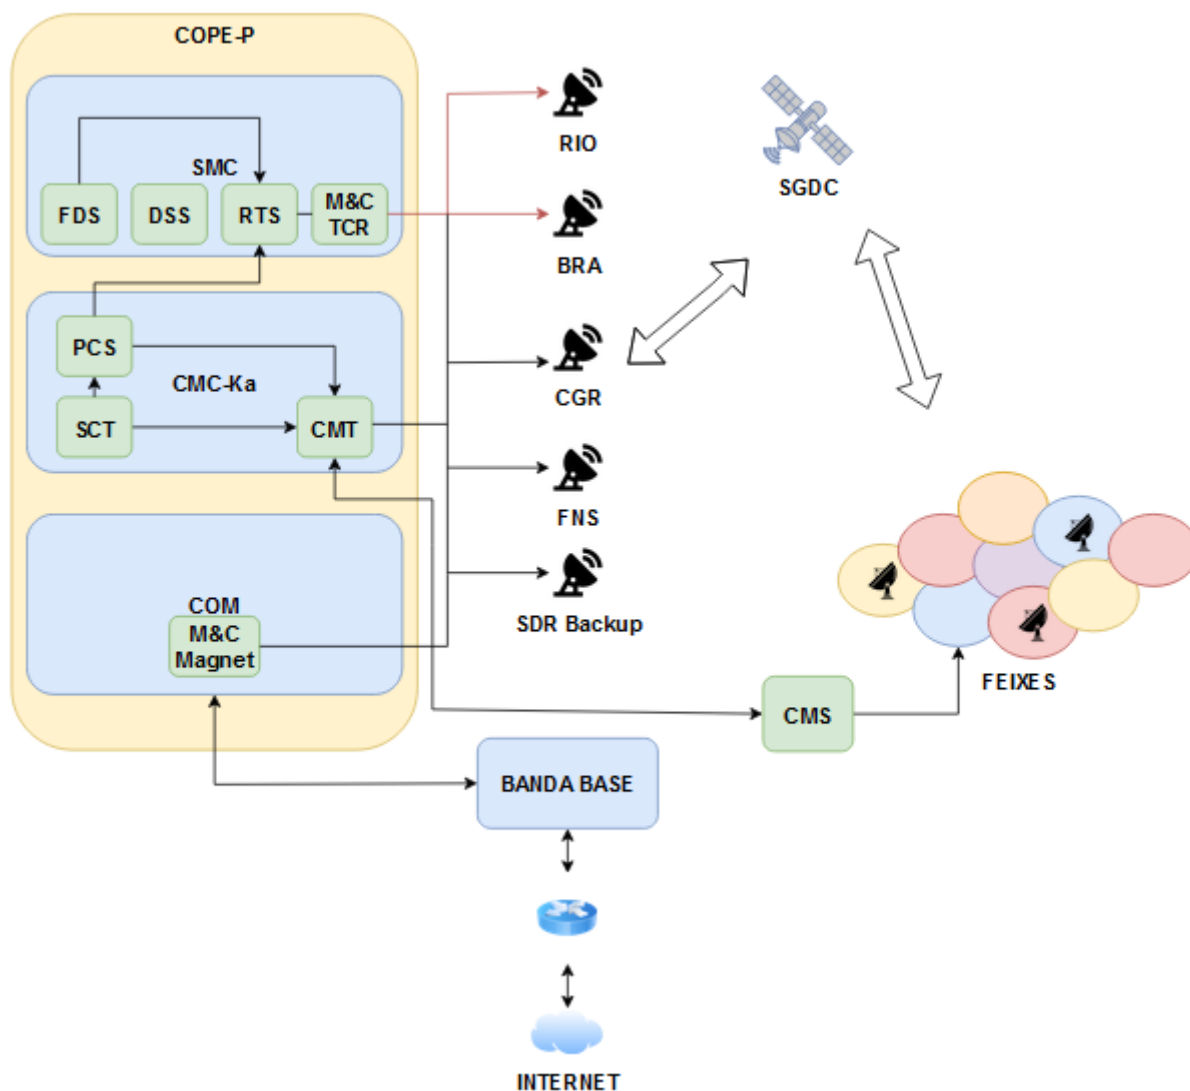 COPE-P
SMC
FDS
DSS
RTS
M&C
TCR
PCS
CMC-Ka
SCT
CMT
COM
M&C
Magnet
RIO
BRA
CGR
FNS
SDR Backup
SGDC
FEIXES
CMS
BANDA BASE
INTERNET